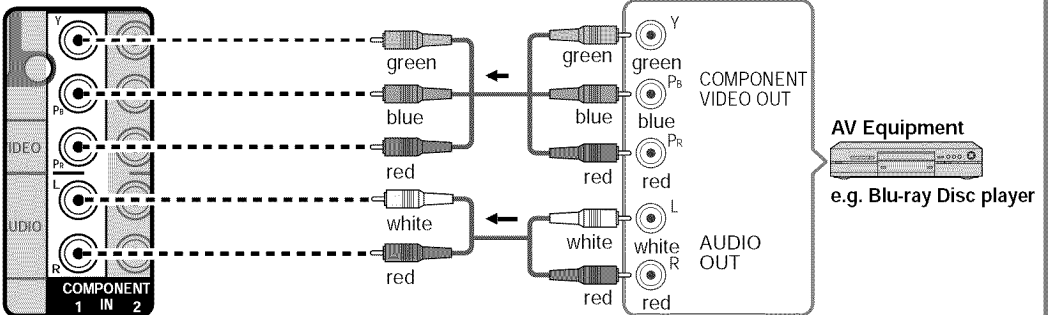 Y
PB
PR
L
R
COMPONENT
1 IN 2
green
blue
red
white
red
green
blue
red
white
red
Y
green
PB
blue
PR
red
L
white
R
red
COMPONENT
VIDEO OUT
AUDIO
OUT
AV Equipment
e.g. Blu-ray Disc player
IDEO
UDIO